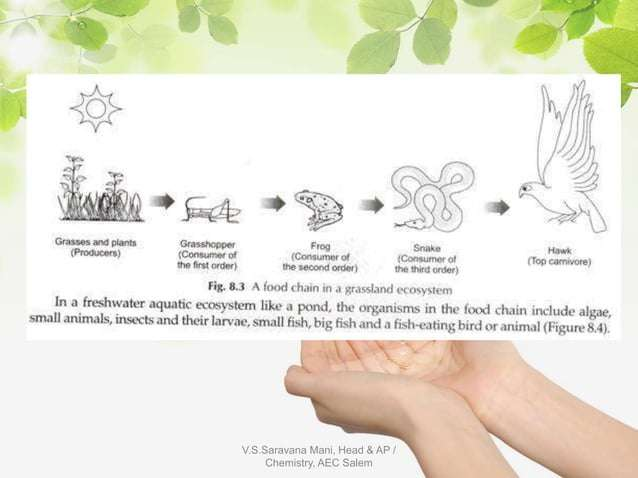 Grasses and plants
(Producers)
Grasshopper
(Consumer of
the first order)
Frog
(Consumer of
the second order)
Snake
(Consumer of
the third order)
Hawk
(Top carnivore)
Fig. 8.3 A food chain in a grassland ecosystem
In a freshwater aquatic ecosystem like a pond, the organisms in the food chain include algae,
small animals, insects and their larvae, small fish, big fish and a fish-eating bird or animal (Figure 8.4).
V.S.Saravana Mani, Head & AP /
Chemistry, AEC Salem